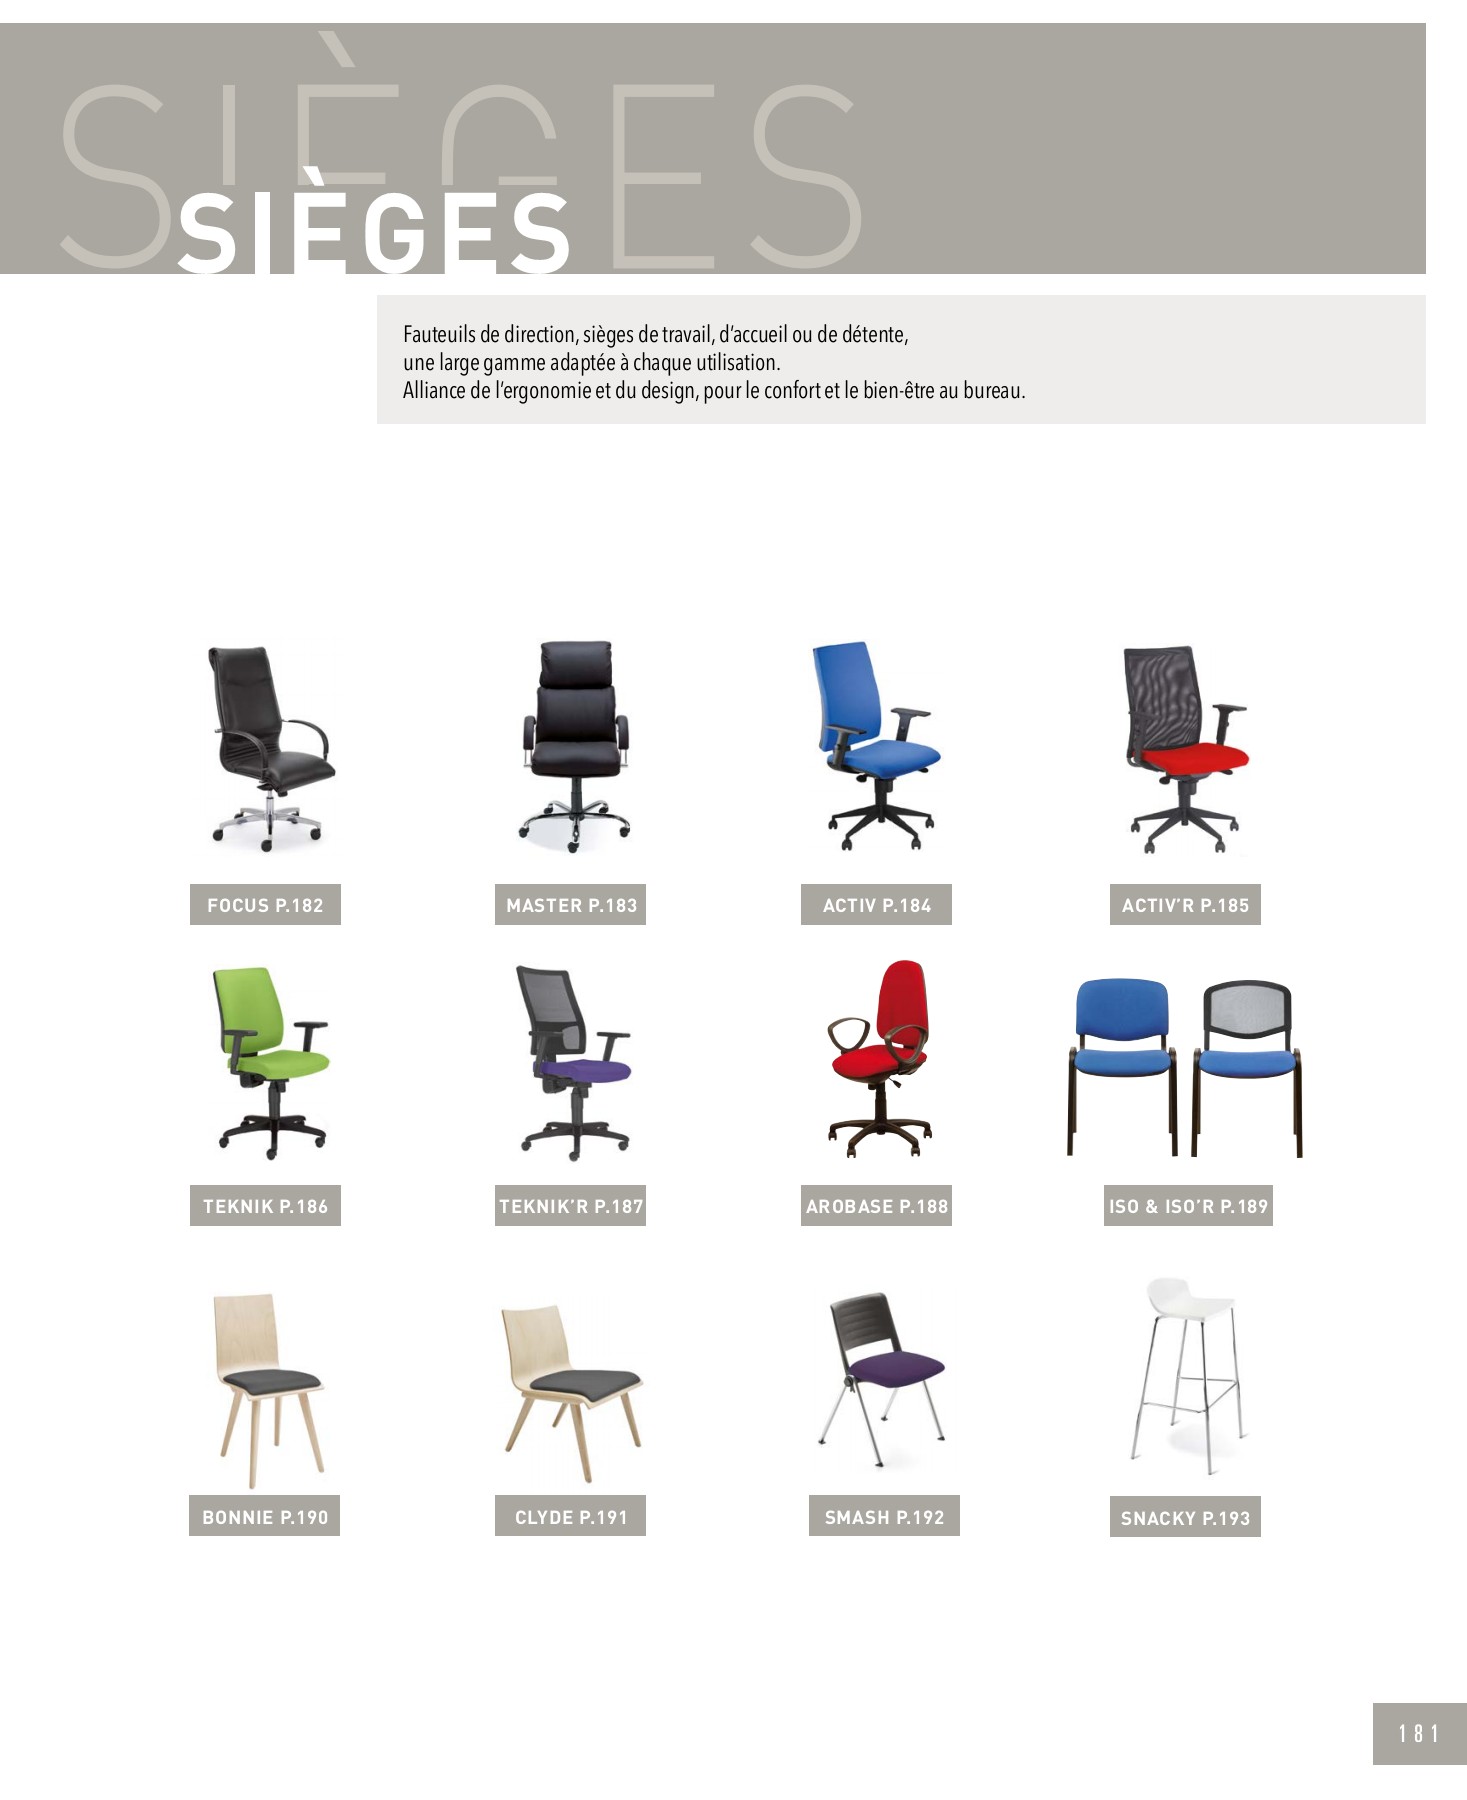 SIÈGES
SIÈGES
Fauteuils de direction, sièges de travail, d’accueil ou de détente,
une large gamme adaptée à chaque utilisation.
Alliance de l’ergonomie et du design, pour le confort et le bien-être au bureau.
FOCUS P.182
MASTER P.183
ACTIV P.184
ACTIV’R P.185
TEKNIK P.186
TEKNIK’R P.187
AROBASE P.188
ISO & ISO’R P.189
BONNIE P.190
CLYDE P.191
SMASH P.192
SNACKY P.193
181